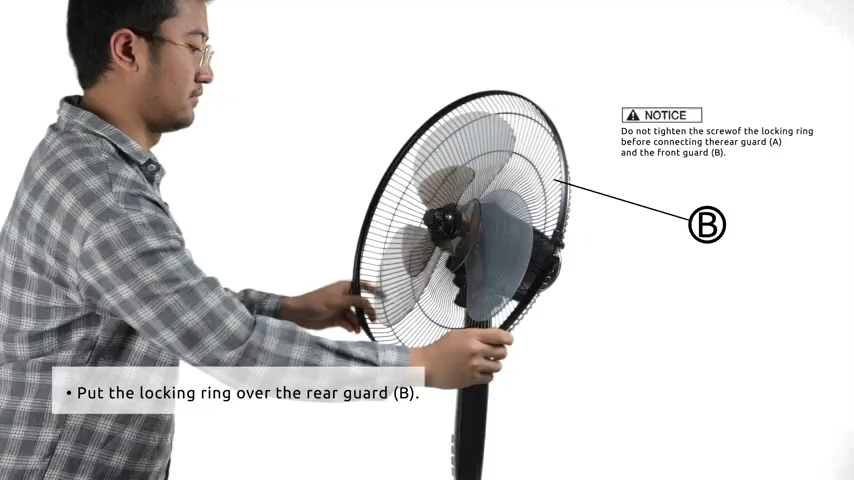 ⚠ NOTICE
Do not tighten the screwof the locking ring
before connecting therear guard (A)
and the front guard (B).
B
• Put the locking ring over the rear guard (B).